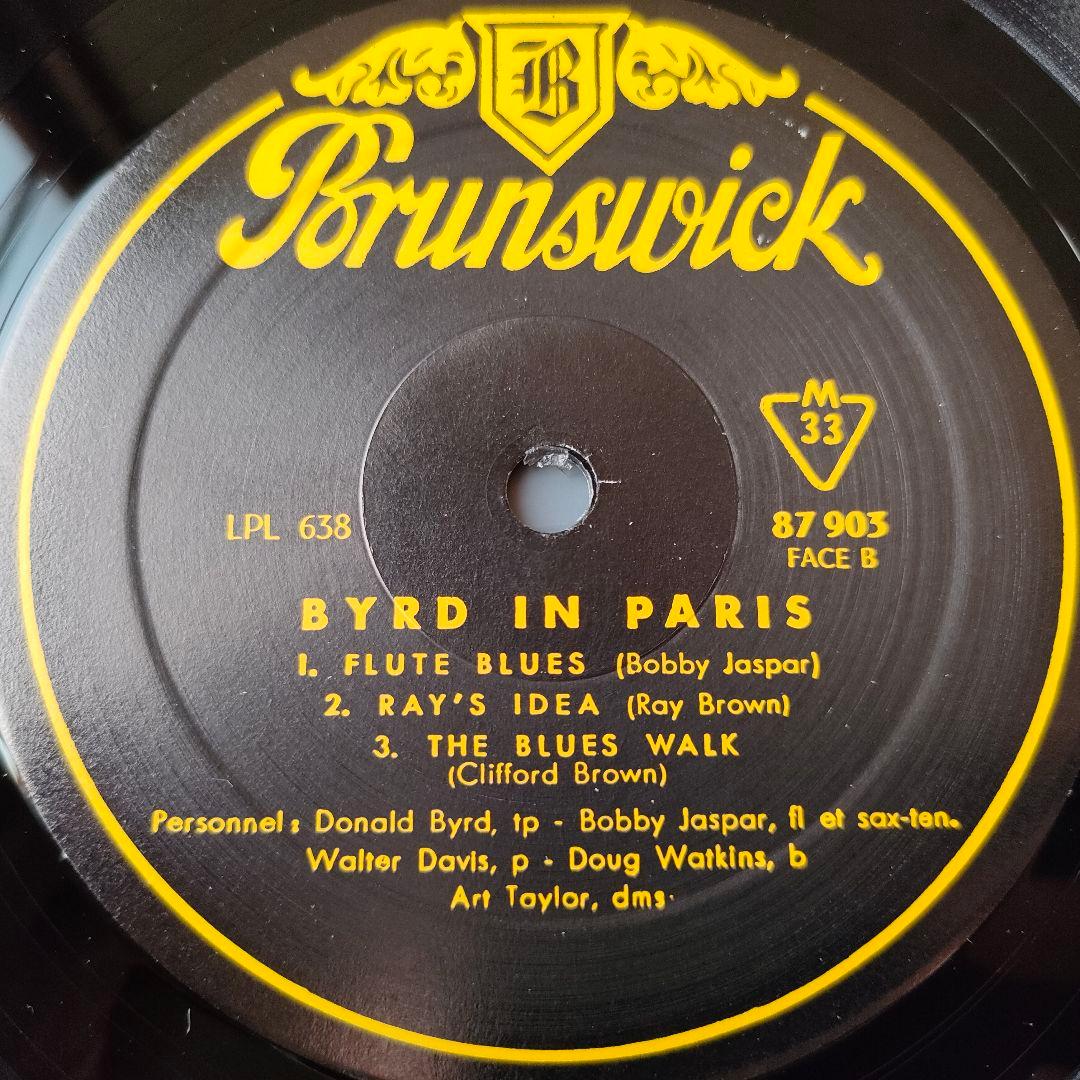 B
Brunswick
M
33
LPL 638
87 903
FACE B
BYRD IN PARIS
1. FLUTE BLUES (Bobby Jaspar)
2. RAY'S IDEA (Ray Brown)
3. THE BLUES WALK
(Clifford Brown)
Personnel : Donald Byrd, tp - Bobby Jaspar, fl et sax-ten.
Walter Davis, p - Doug Watkins, b
Art Taylor, dms.